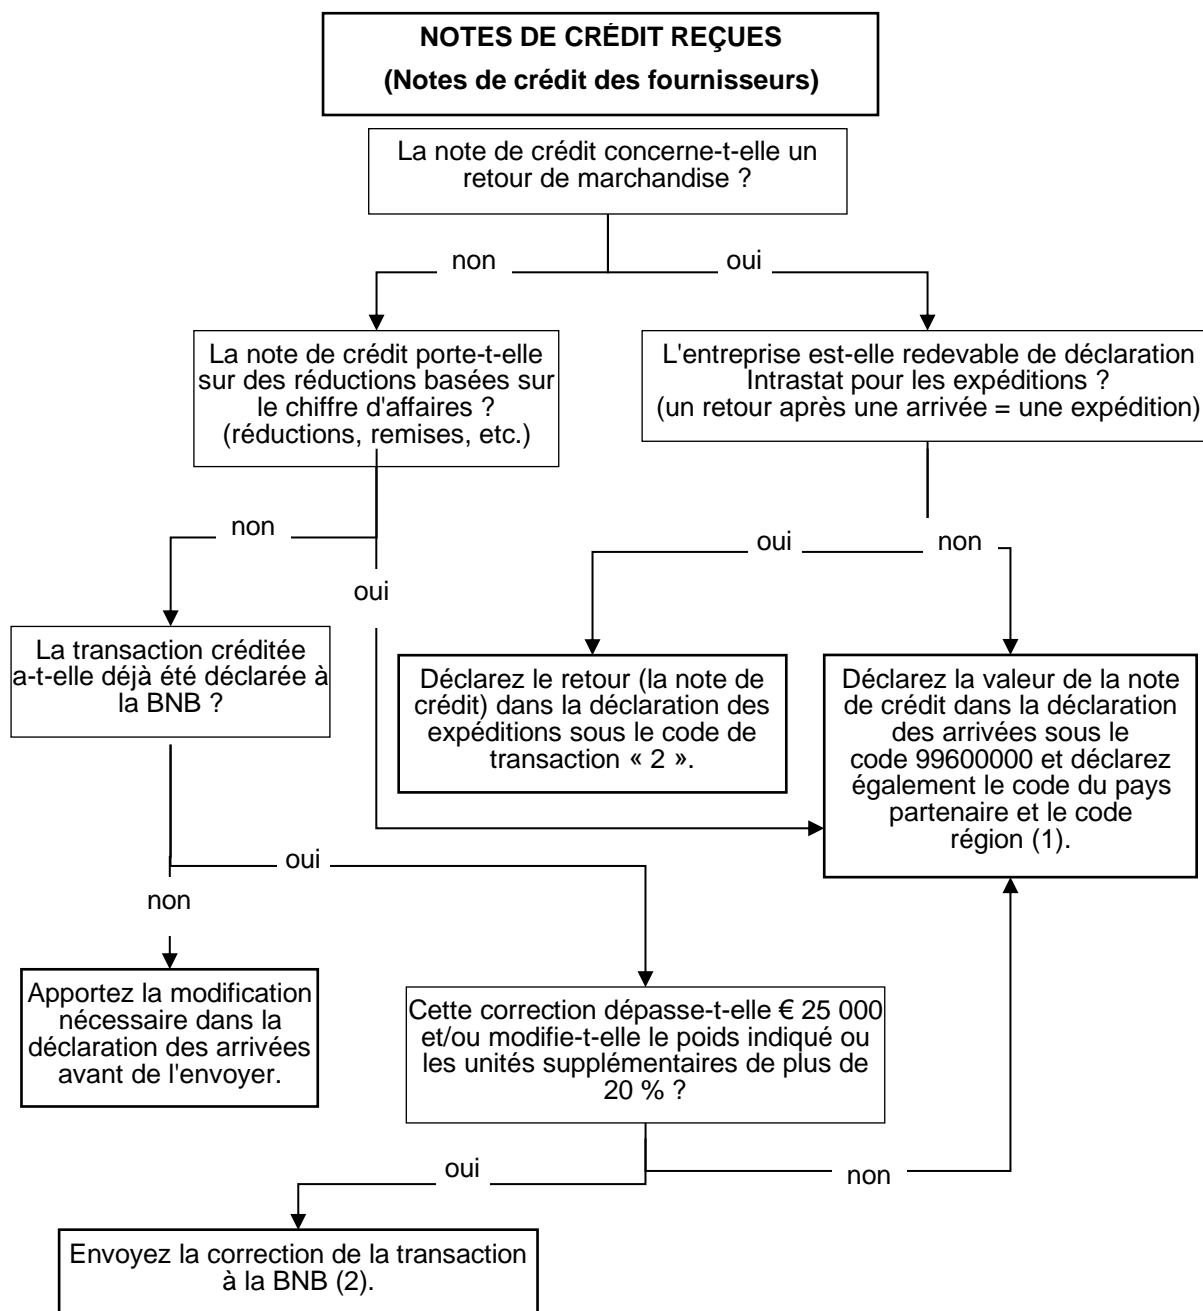 NOTES DE CRÉDIT REÇUES
(Notes de crédit des fournisseurs)
La note de crédit concerne-t-elle un
retour de marchandise ?
non
oui
La note de crédit porte-t-elle
sur des réductions basées sur
le chiffre d'affaires ?
(réductions, remises, etc.)
L'entreprise est-elle redevable de déclaration
Intrastat pour les expéditions ?
(un retour après une arrivée = une expédition)
non
oui
oui
non
La transaction créditée
a-t-elle déjà été déclarée à
la BNB ?
Déclarez le retour (la note de
crédit) dans la déclaration des
expéditions sous le code de
transaction « 2 ».
Déclarez la valeur de la note
de crédit dans la déclaration
des arrivées sous le
code 99600000 et déclarez
également le code du pays
partenaire et le code
région (1).
oui
non
Apportez la modification
nécessaire dans la
déclaration des arrivées
avant de l'envoyer.
Cette correction dépasse-t-elle € 25 000
et/ou modifie-t-elle le poids indiqué ou
les unités supplémentaires de plus de
20 % ?
oui
non
Envoyez la correction de la transaction
à la BNB (2).